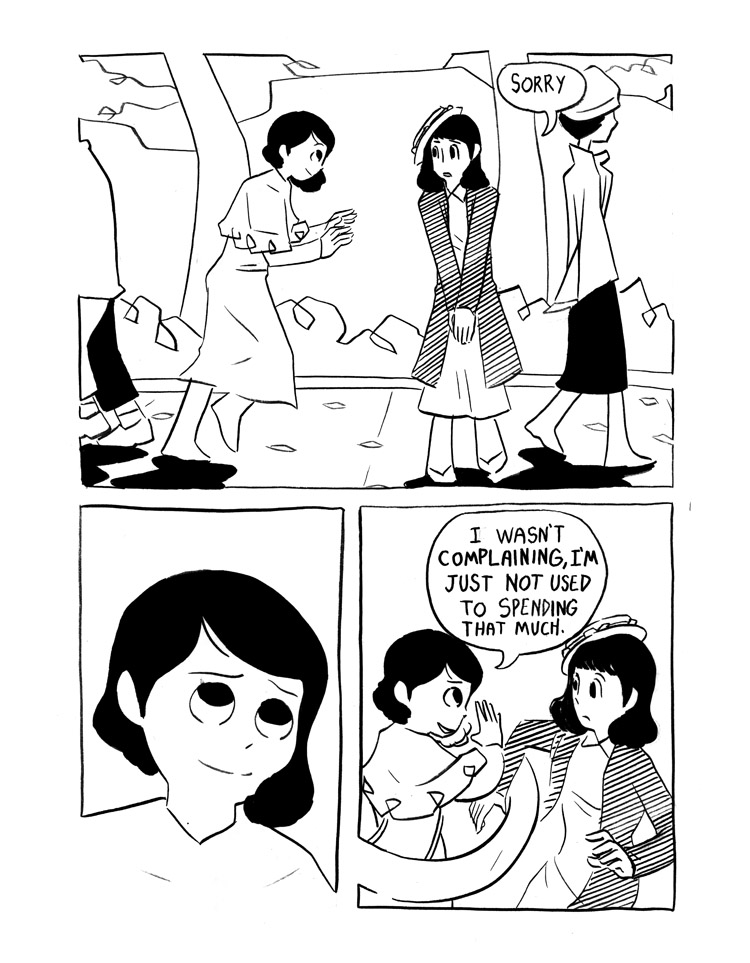 SORRY
I WASN'T
COMPLAINING, I'M
JUST NOT USED
TO SPENDING
THAT MUCH.